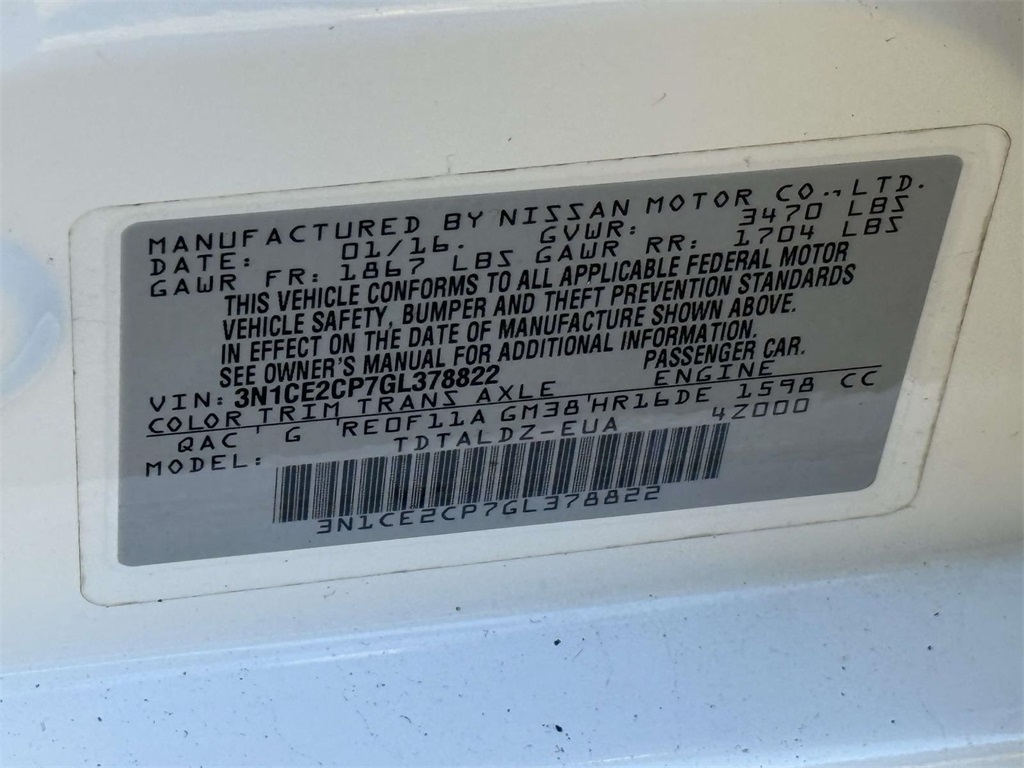 MANUFACTURED BY NISSAN MOTOR CO., LTD.
DATE: 01/16. GVWR: 3470 LBS
GAWR FR: 1867 LBS GAWR RR: 1704 LBS
THIS VEHICLE CONFORMS TO ALL APPLICABLE FEDERAL MOTOR
VEHICLE SAFETY, BUMPER AND THEFT PREVENTION STANDARDS
IN EFFECT ON THE DATE OF MANUFACTURE SHOWN ABOVE.
SEE OWNER'S MANUAL FOR ADDITIONAL INFORMATION.
VIN: 3N1CE2CP7GL378822 PASSENGER CAR.
COLOR TRIM TRANS AXLE ENGINE
QAC ' G 'RE0F11A GM38'HR16DE 1598 CC
MODEL: TDTALDZ-EUA 4Z000
3N1CE2CP7GL378822